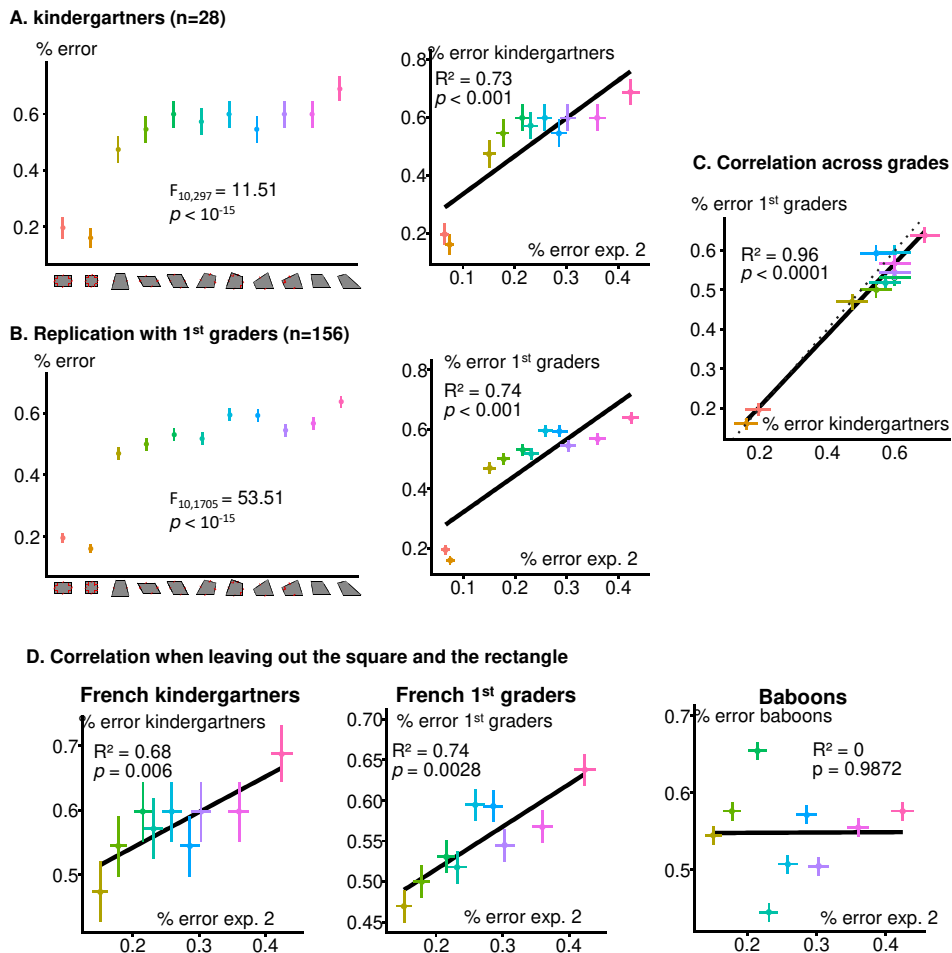 A. kindergartners (n=28)
% error
0.6
0.4
0.2
F10,297 = 11.51
p < 10-15
% error kindergartners
R² = 0.73
p < 0.001
0.8
0.6
0.4
0.2
% error exp. 2
0.1 0.2 0.3 0.4
C. Correlation across grades
% error 1st graders
R² = 0.96
p < 0.0001
0.6
0.5
0.4
0.3
0.2
% error kindergartners
0.2 0.4 0.6
B. Replication with 1st graders (n=156)
% error
0.6
0.4
0.2
F10,1705 = 53.51
p < 10-15
% error 1st graders
R² = 0.74
p < 0.001
0.8
0.6
0.4
0.2
% error exp. 2
0.1 0.2 0.3 0.4
D. Correlation when leaving out the square and the rectangle
French kindergartners
% error kindergartners
R² = 0.68
p = 0.006
0.7
0.6
0.5
% error exp. 2
0.2 0.3 0.4
French 1st graders
% error 1st graders
R² = 0.74
p = 0.0028
0.70
0.65
0.60
0.55
0.50
0.45
% error exp. 2
0.2 0.3 0.4
Baboons
% error baboons
R² = 0
p = 0.9872
0.7
0.6
0.5
% error exp. 2
0.2 0.3 0.4